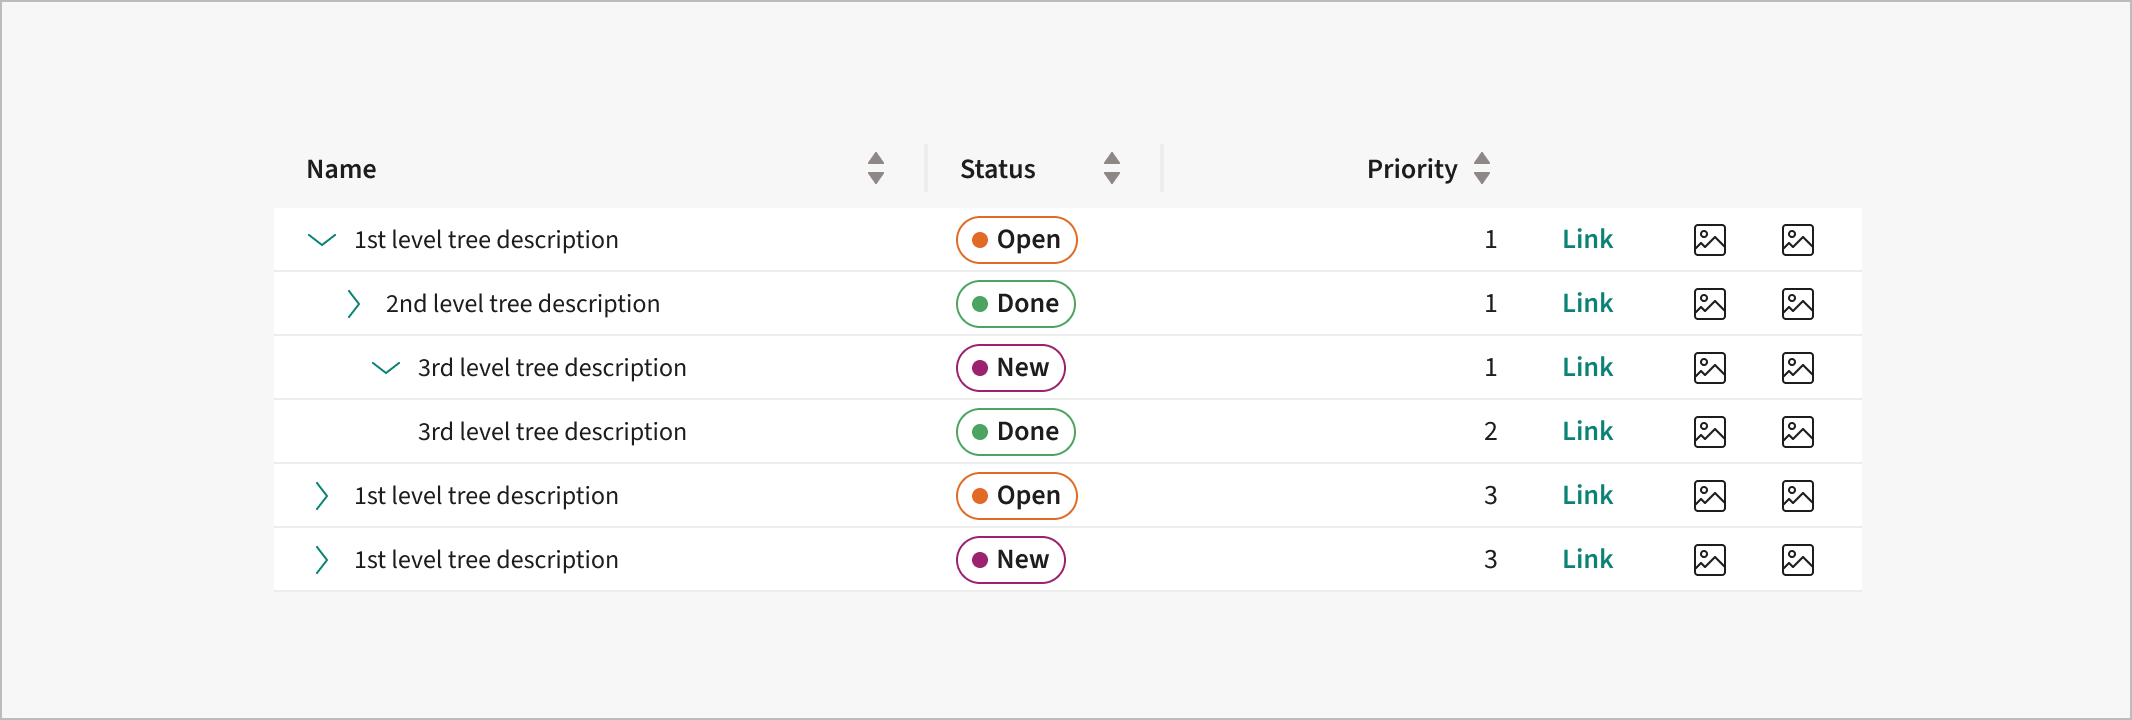 Name Status Priority
1st level tree description Open 1 Link
2nd level tree description Done 1 Link
3rd level tree description New 1 Link
3rd level tree description Done 2 Link
1st level tree description Open 3 Link
1st level tree description New 3 Link